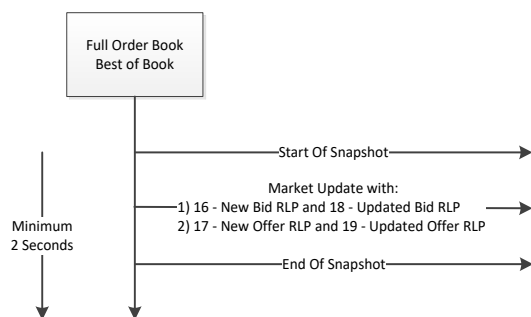 Full Order Book
Best of Book
Start Of Snapshot
Market Update with:
1) 16 - New Bid RLP and 18 - Updated Bid RLP
2) 17 - New Offer RLP and 19 - Updated Offer RLP
Minimum
2 Seconds
End Of Snapshot